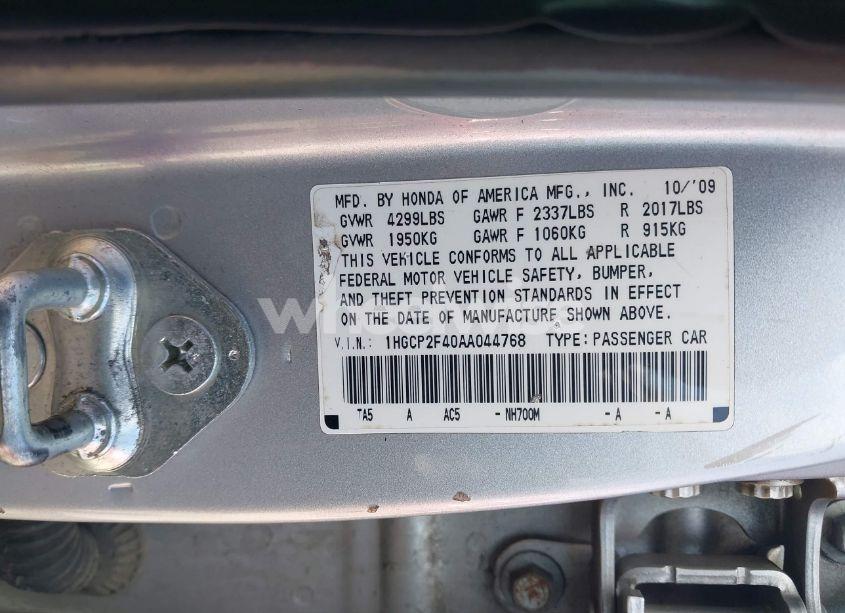 MFD. BY HONDA OF AMERICA MFG., INC. 10/'09
GVWR 4299LBS GAWR F 2337LBS R 2017LBS
GVWR 1950KG GAWR F 1060KG R 915KG
THIS VEHICLE CONFORMS TO ALL APPLICABLE
FEDERAL MOTOR VEHICLE SAFETY, BUMPER,
AND THEFT PREVENTION STANDARDS IN EFFECT
ON THE DATE OF MANUFACTURE SHOWN ABOVE.
V.I.N.: 1HGCP2F40AA044768 TYPE: PASSENGER CAR
TA5 A AC5 - NH700M - A - A